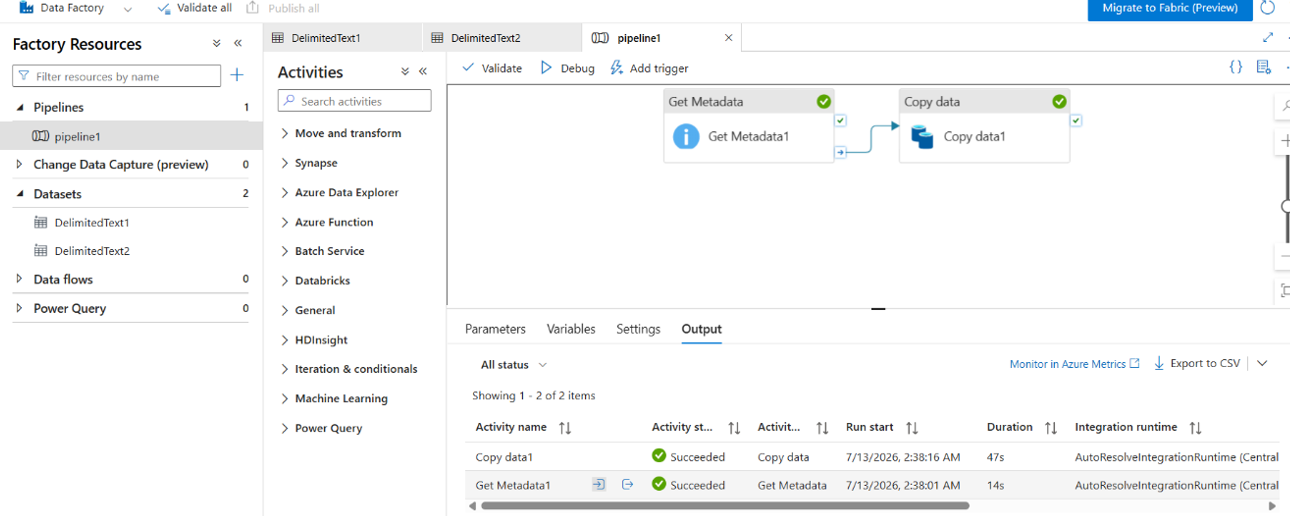 Data Factory
Validate all
Publish all
Migrate to Fabric (Preview)
Factory Resources
Filter resources by name
Pipelines 1
pipeline1
Change Data Capture (preview) 0
Datasets 2
DelimitedText1
DelimitedText2
Data flows 0
Power Query 0
DelimitedText1
DelimitedText2
pipeline1
Activities
Search activities
Move and transform
Synapse
Azure Data Explorer
Azure Function
Batch Service
Databricks
General
HDInsight
Iteration & conditionals
Machine Learning
Power Query
Validate Debug Add trigger
Get Metadata
Get Metadata1
Copy data
Copy data1
Parameters Variables Settings Output
All status
Monitor in Azure Metrics Export to CSV
Showing 1 - 2 of 2 items
Activity name Activity st... Activit... Run start Duration Integration runtime
Copy data1 Succeeded Copy data 7/13/2026, 2:38:16 AM 47s AutoResolveIntegrationRuntime (Central
Get Metadata1 Succeeded Get Metadata 7/13/2026, 2:38:01 AM 14s AutoResolveIntegrationRuntime (Central